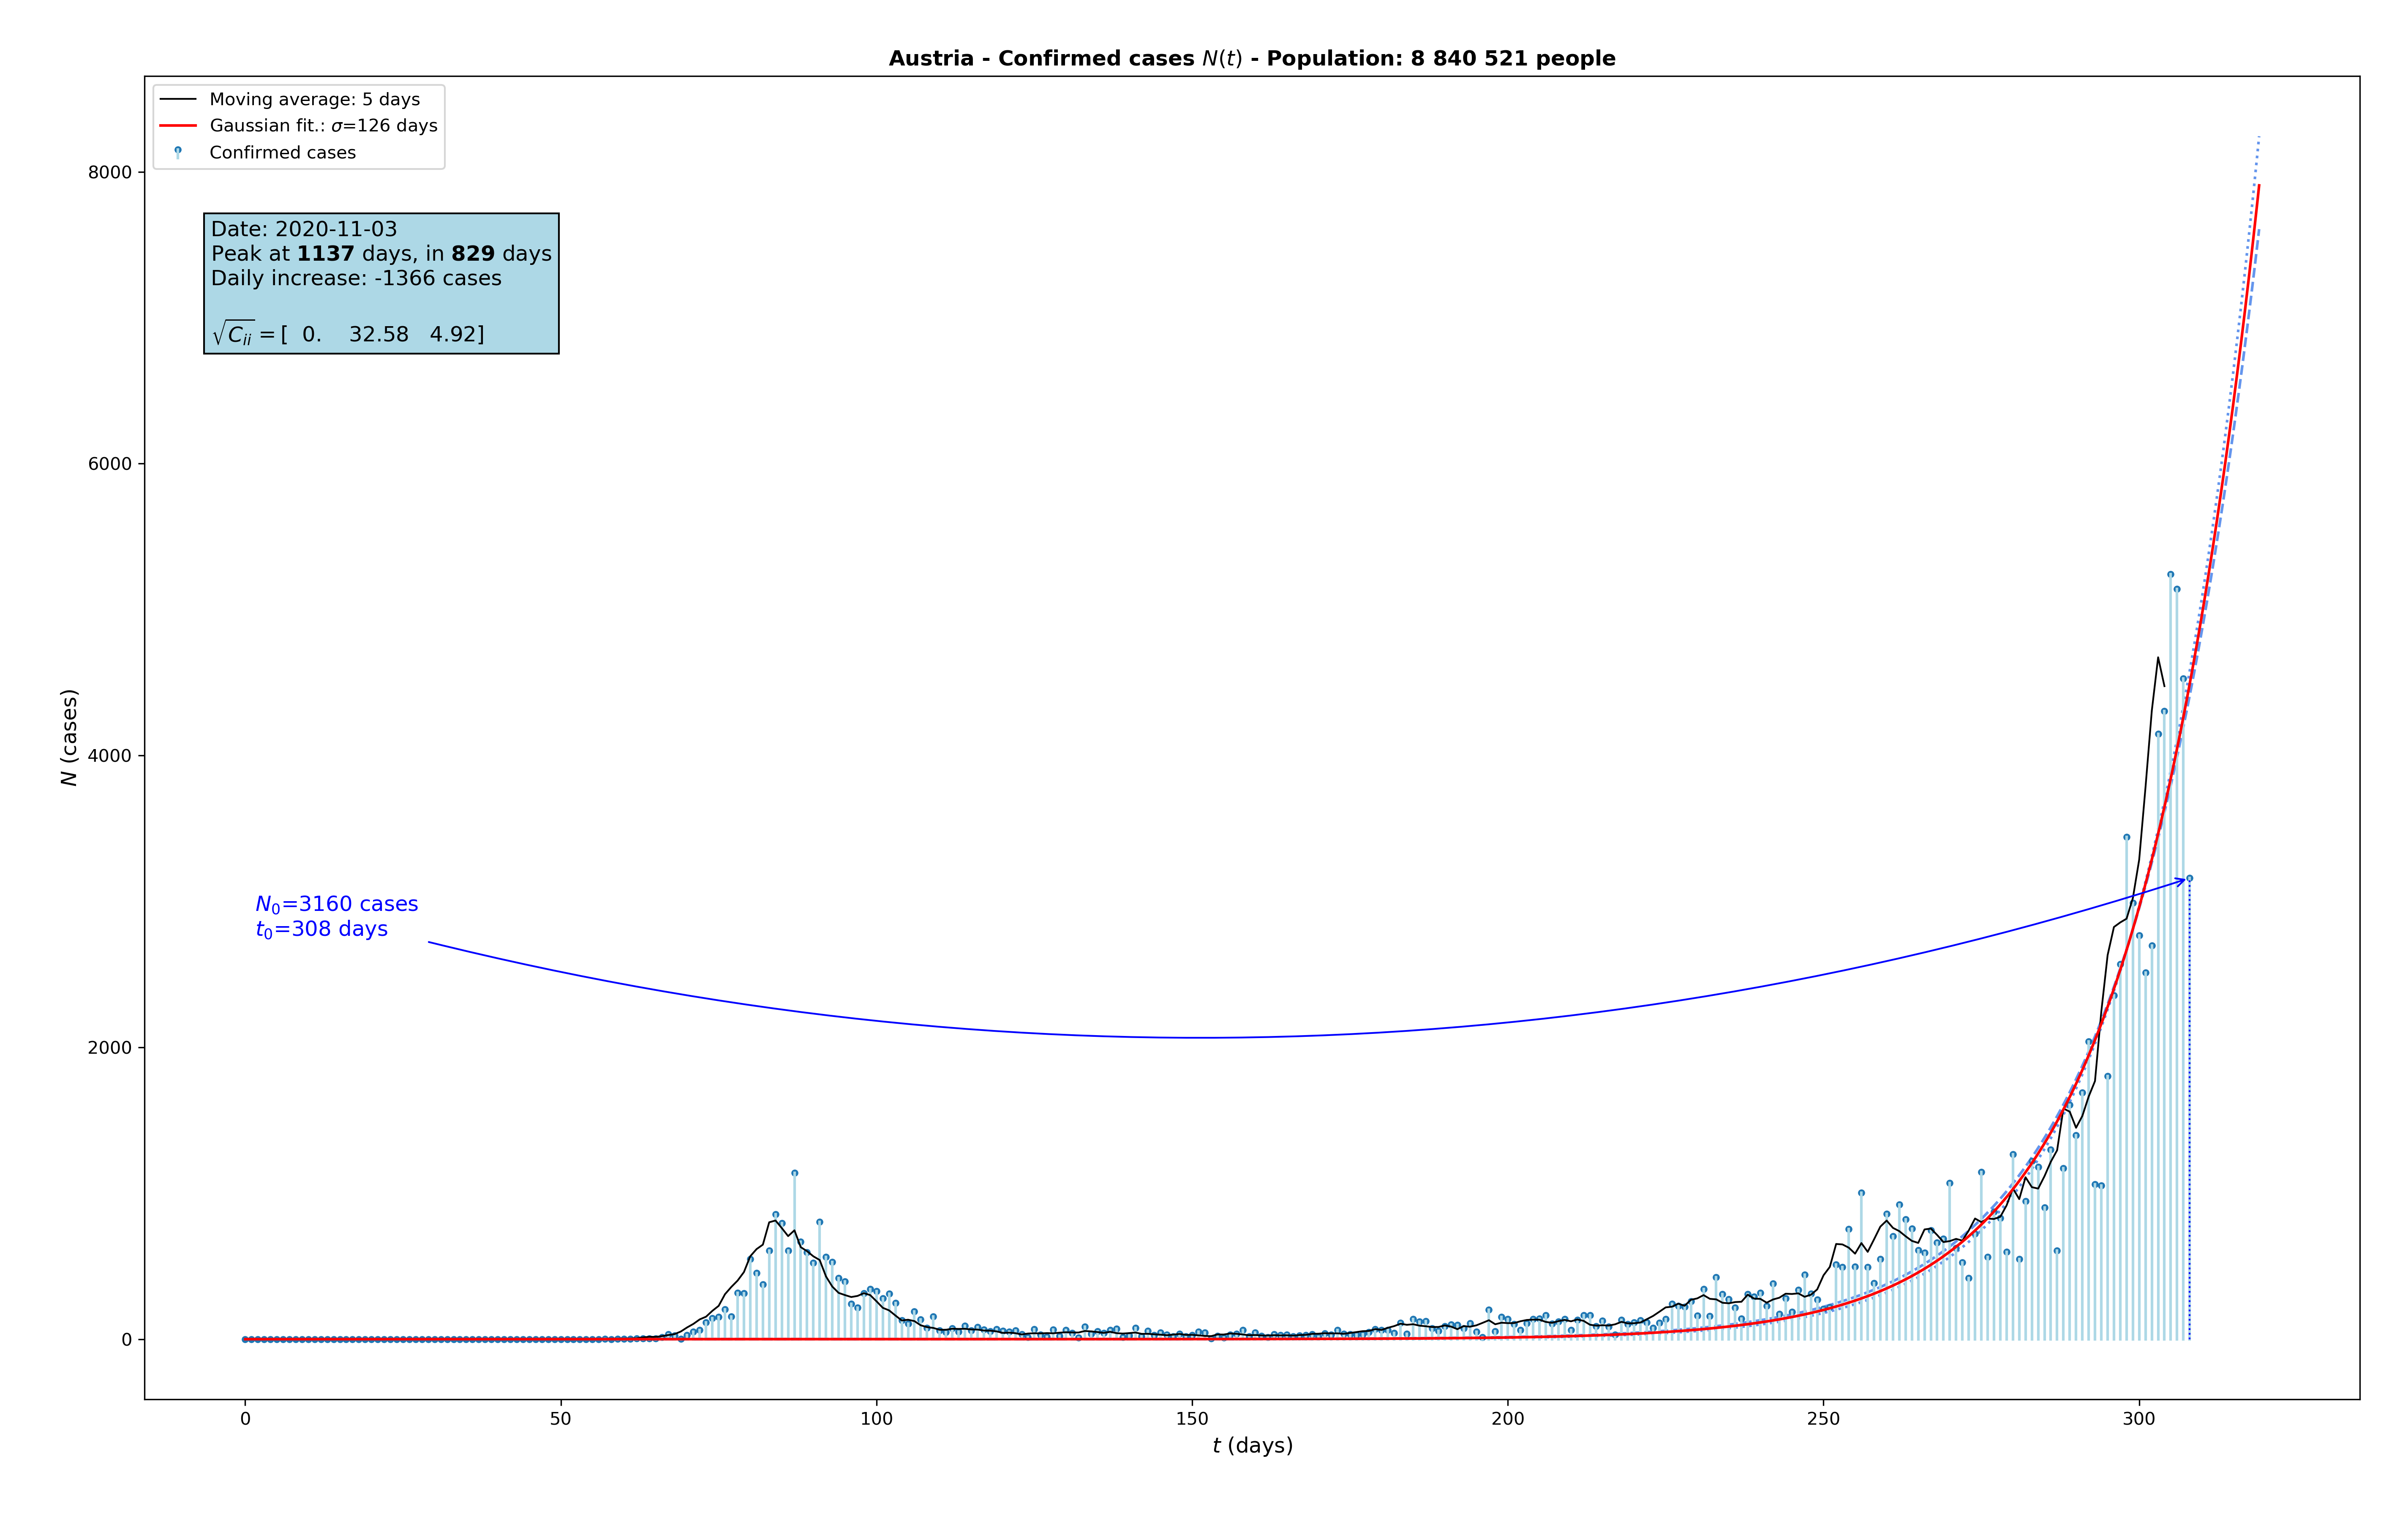 Austria - Confirmed cases N(t) - Population: 8 840 521 people
Moving average: 5 days
Gaussian fit.: σ=126 days
Confirmed cases
Date: 2020-11-03
Peak at 1137 days, in 829 days
Daily increase: -1366 cases
√Cᵢᵢ = [ 0. 32.58 4.92]
N₀=3160 cases
t₀=308 days
N (cases)
8000
6000
4000
2000
0
0 50 100 150 200 250 300
t (days)